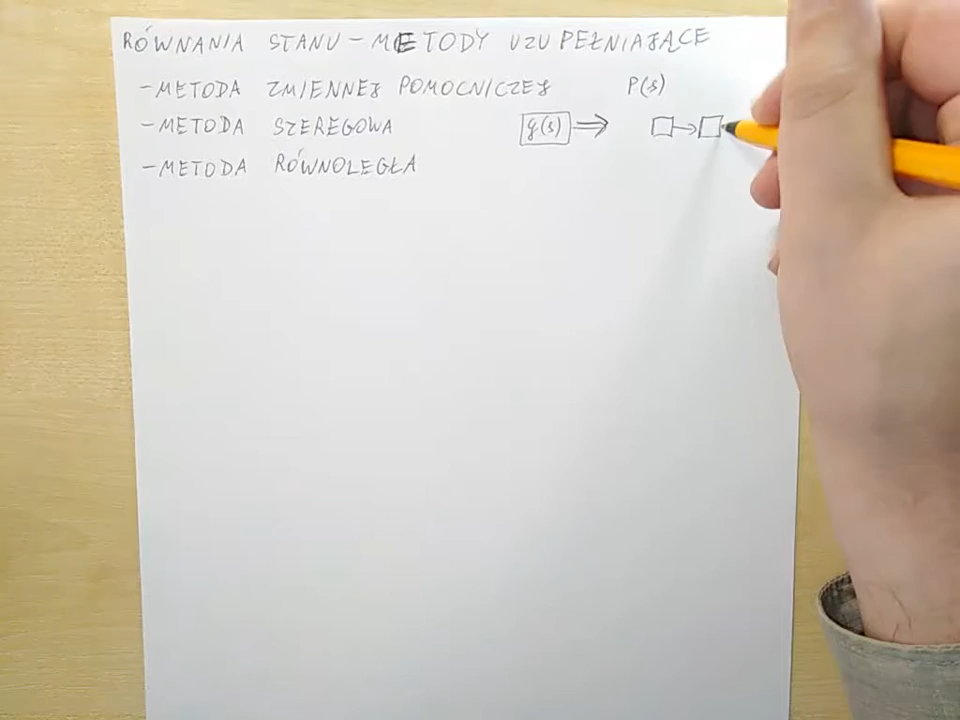 RÓWNANIA STANU - METODY UZUPEŁNIAJĄCE
- METODA ZMIENNEJ POMOCNICZEJ P(s)
- METODA SZEREGOWA g(s) ⇒ □→□
- METODA RÓWNOLEGŁA